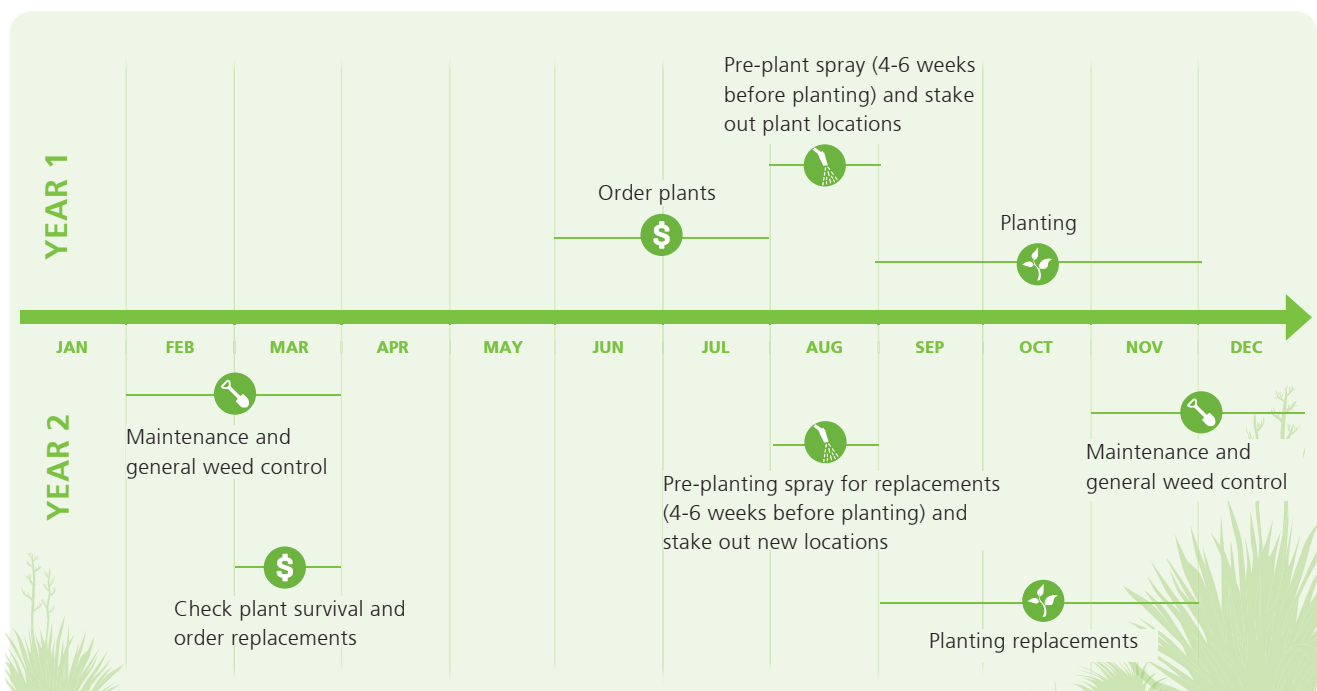 YEAR 1
Pre-plant spray (4-6 weeks
before planting) and stake
out plant locations
Order plants
$
Planting
JAN FEB MAR APR MAY JUN JUL AUG SEP OCT NOV DEC
YEAR 2
Maintenance and
general weed control
Pre-planting spray for replacements
(4-6 weeks before planting) and
stake out new locations
Maintenance and
general weed control
$
Check plant survival and
order replacements
Planting replacements